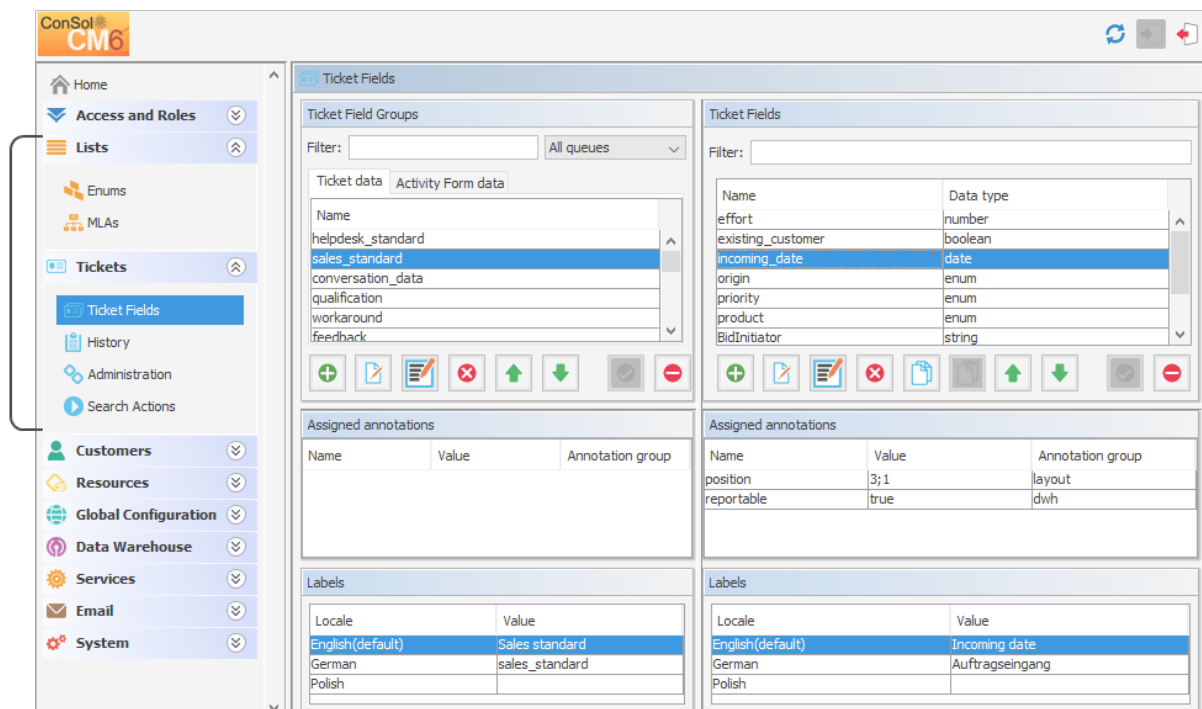 ConSol
CM6
Home
Access and Roles
Lists
Enums
MLAs
Tickets
Ticket Fields
History
Administration
Search Actions
Customers
Resources
Global Configuration
Data Warehouse
Services
Email
System
Ticket Fields
Ticket Field Groups
Filter:
All queues
Ticket data
Activity Form data
Name
helpdesk_standard
sales_standard
conversation_data
qualification
workaround
feedback
Assigned annotations
Name Value Annotation group
Labels
Locale Value
English(default) Sales standard
German sales_standard
Polish
Ticket Fields
Filter:
Name Data type
effort number
existing_customer boolean
incoming_date date
origin enum
priority enum
product enum
BidInitiator string
Assigned annotations
Name Value Annotation group
position 3;1 layout
reportable true dwh
Labels
Locale Value
English(default) Incoming date
German Auftragseingang
Polish